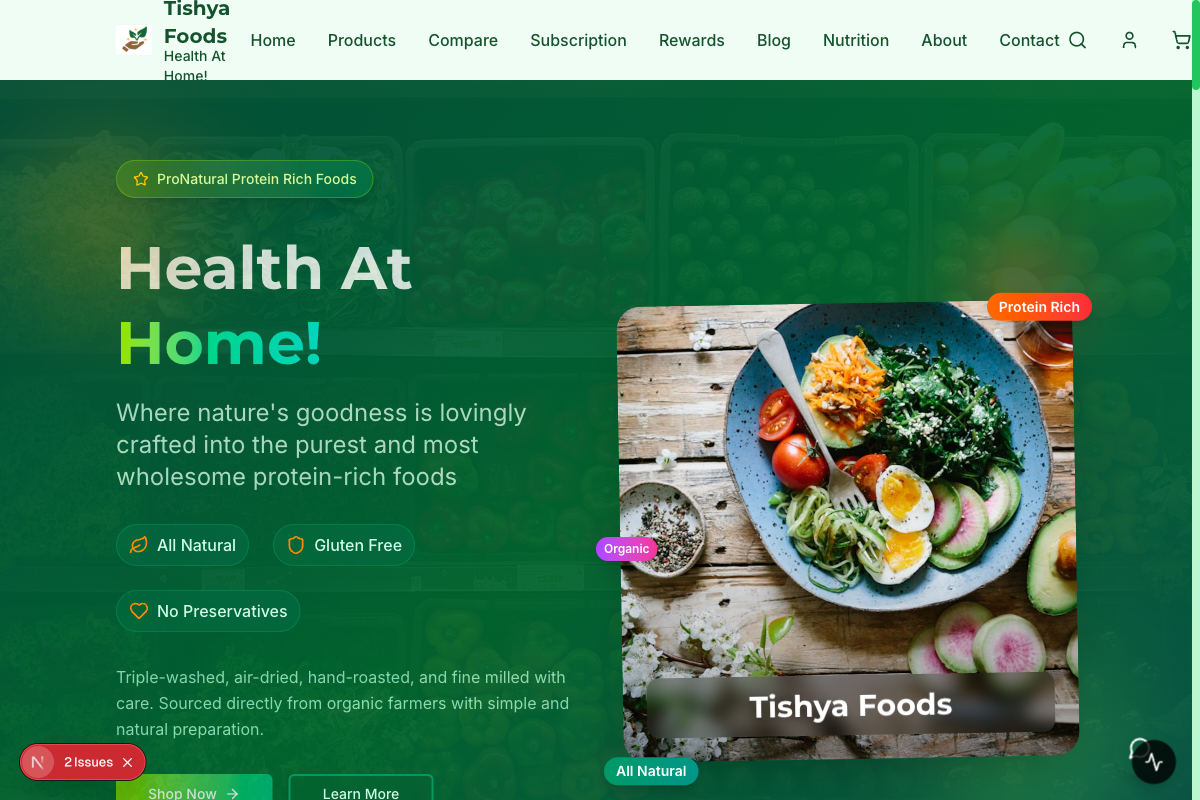 Tishya
Foods
Health At
Home!
Home
Products
Compare
Subscription
Rewards
Blog
Nutrition
About
Contact
ProNatural Protein Rich Foods
Health At
Home!
Where nature's goodness is lovingly
crafted into the purest and most
wholesome protein-rich foods
All Natural
Gluten Free
No Preservatives
Triple-washed, air-dried, hand-roasted, and fine milled with
care. Sourced directly from organic farmers with simple and
natural preparation.
Shop Now
Learn More
Protein Rich
Organic
Tishya Foods
All Natural
N
2 Issues